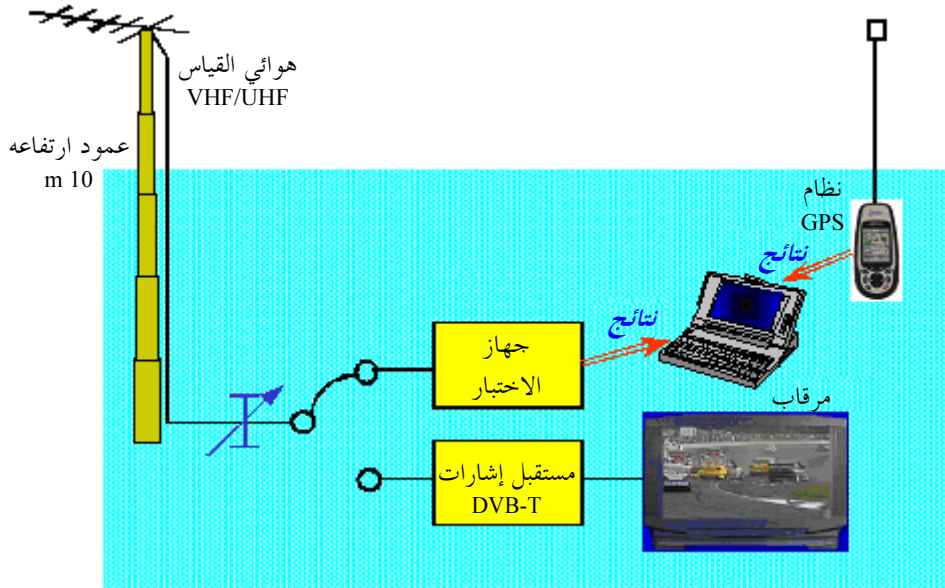 هوائي القياس
VHF/UHF
عمود ارتفاعه
m 10
نظام
GPS
نتائج
نتائج
جهاز
الاختبار
مرقاب
مستقبل إشارات
DVB-T